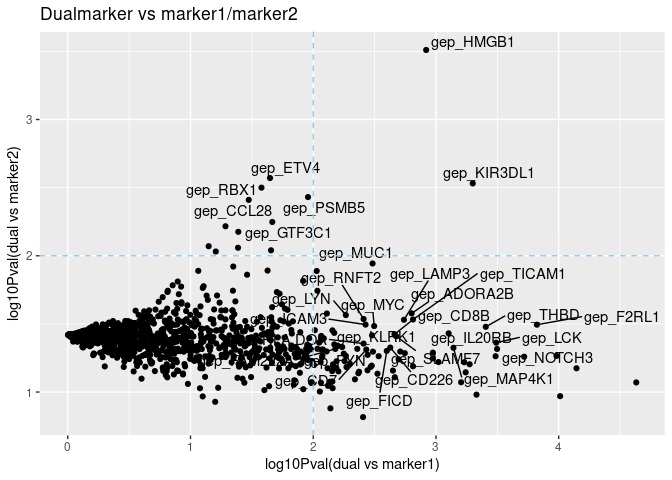 Dualmarker vs marker1/marker2
gep_HMGB1
3
gep_ETV4
gep_KIR3DL1
gep_RBX1
gep_CCL28
gep_PSMB5
gep_GTF3C1
2
gep_MUC1
gep_RNFT2
gep_LAMP3
gep_TICAM1
gep_LYN
gep_MYC
gep_ADORA2B
gep_CD8B
gep_THBD
gep_F2RL1
gep_IL20RB
gep_LCK
gep_SLAMF7
gep_NOTCH3
gep_CD7
gep_CD226
gep_MAP4K1
1
gep_FICD
0
1
2
3
4
log10Pval(dual vs marker1)
log10Pval(dual vs marker2)